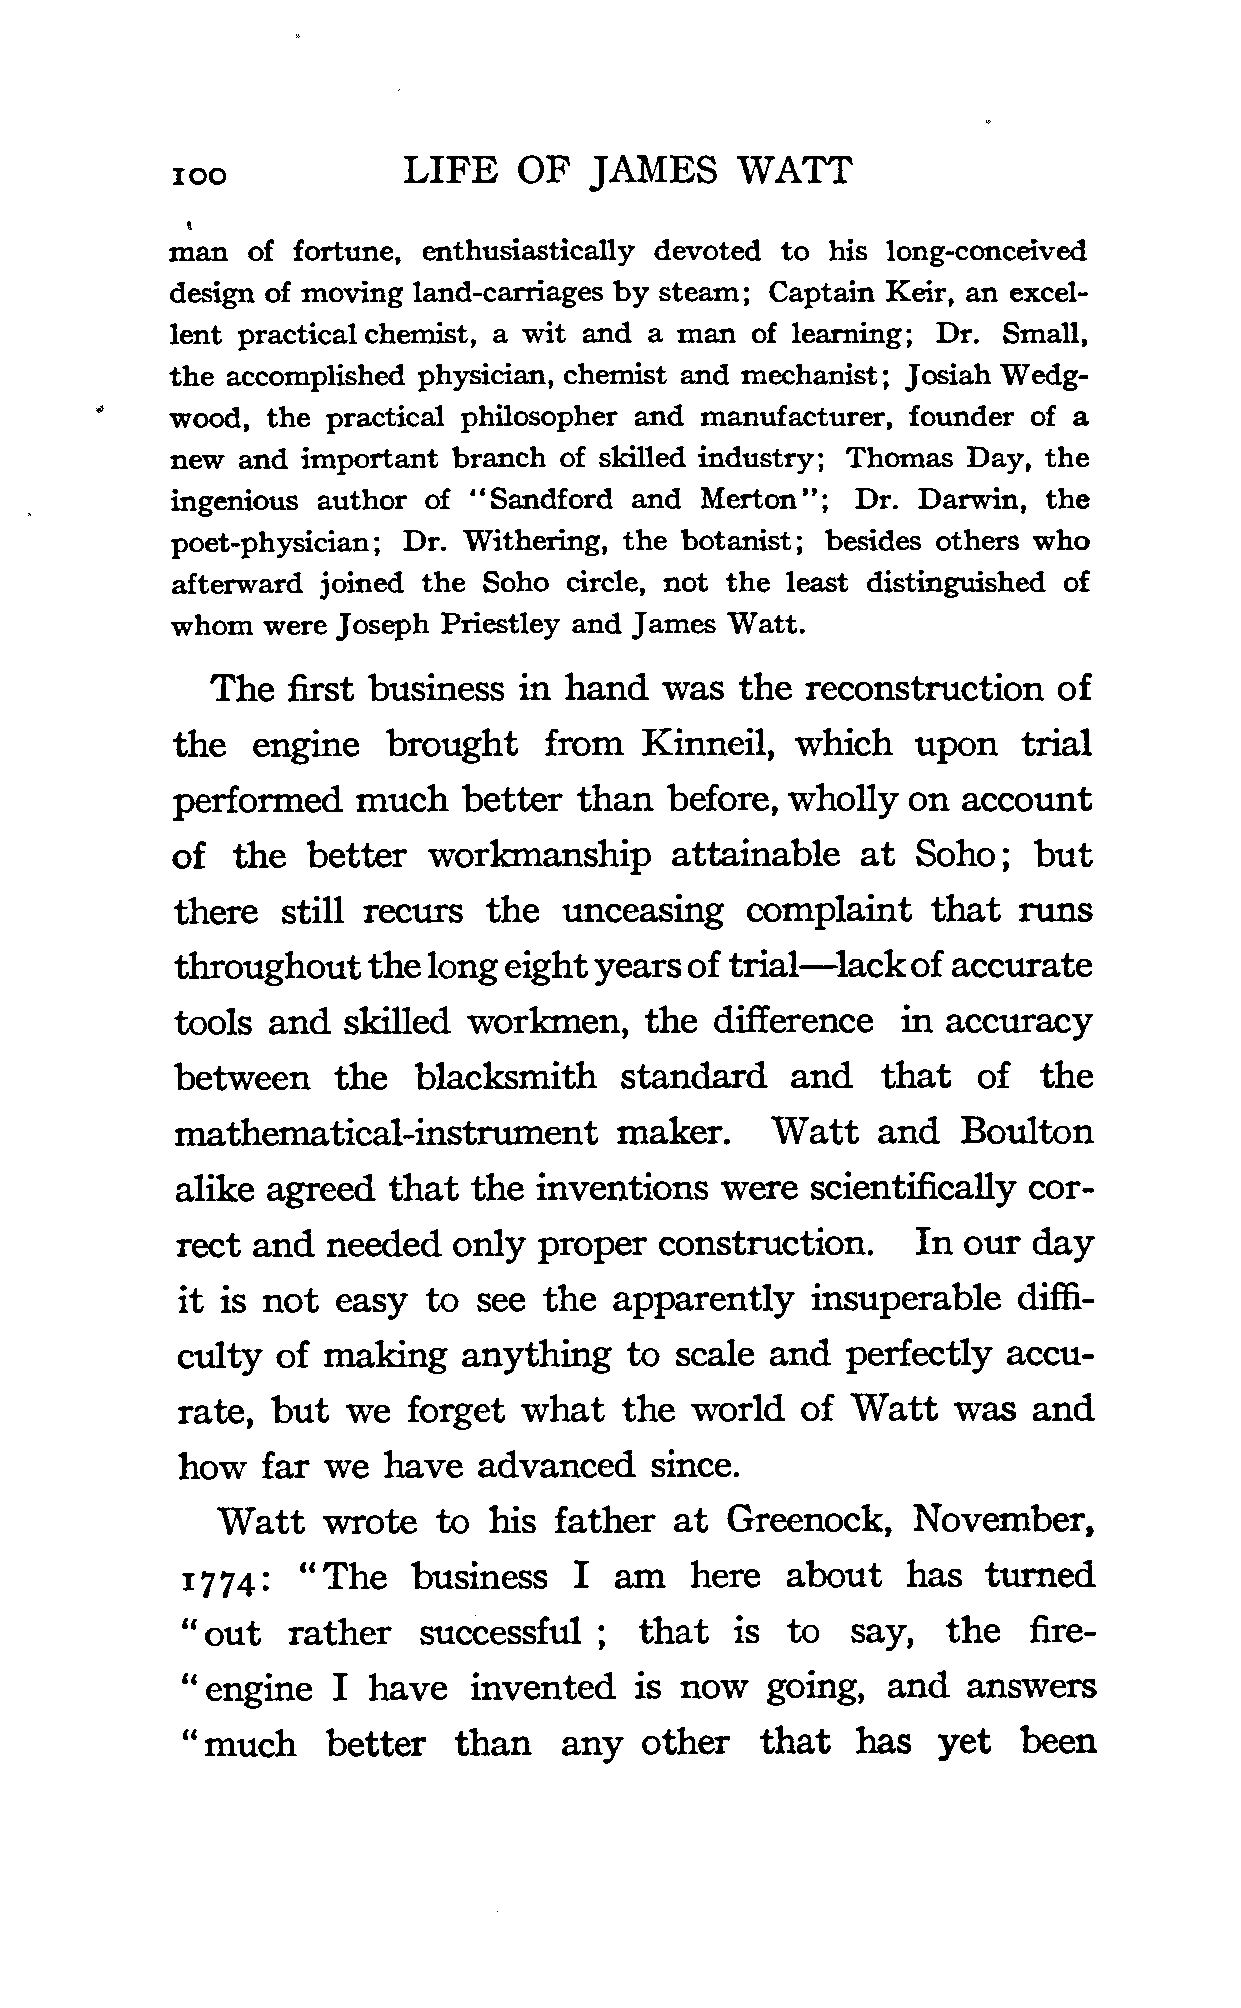 100 LIFE OF JAMES WATT
man of fortune, enthusiastically devoted to his long-conceived
design of moving land-carriages by steam; Captain Keir, an excel-
lent practical chemist, a wit and a man of learning; Dr. Small,
the accomplished physician, chemist and mechanist; Josiah Wedg-
wood, the practical philosopher and manufacturer, founder of a
new and important branch of skilled industry; Thomas Day, the
ingenious author of "Sandford and Merton"; Dr. Darwin, the
poet-physician; Dr. Withering, the botanist; besides others who
afterward joined the Soho circle, not the least distinguished of
whom were Joseph Priestley and James Watt.
The first business in hand was the reconstruction of
the engine brought from Kinneil, which upon trial
performed much better than before, wholly on account
of the better workmanship attainable at Soho; but
there still recurs the unceasing complaint that runs
throughout the long eight years of trial—lack of accurate
tools and skilled workmen, the difference in accuracy
between the blacksmith standard and that of the
mathematical-instrument maker. Watt and Boulton
alike agreed that the inventions were scientifically cor-
rect and needed only proper construction. In our day
it is not easy to see the apparently insuperable diffi-
culty of making anything to scale and perfectly accu-
rate, but we forget what the world of Watt was and
how far we have advanced since.
Watt wrote to his father at Greenock, November,
1774: "The business I am here about has turned
"out rather successful ; that is to say, the fire-
"engine I have invented is now going, and answers
"much better than any other that has yet been